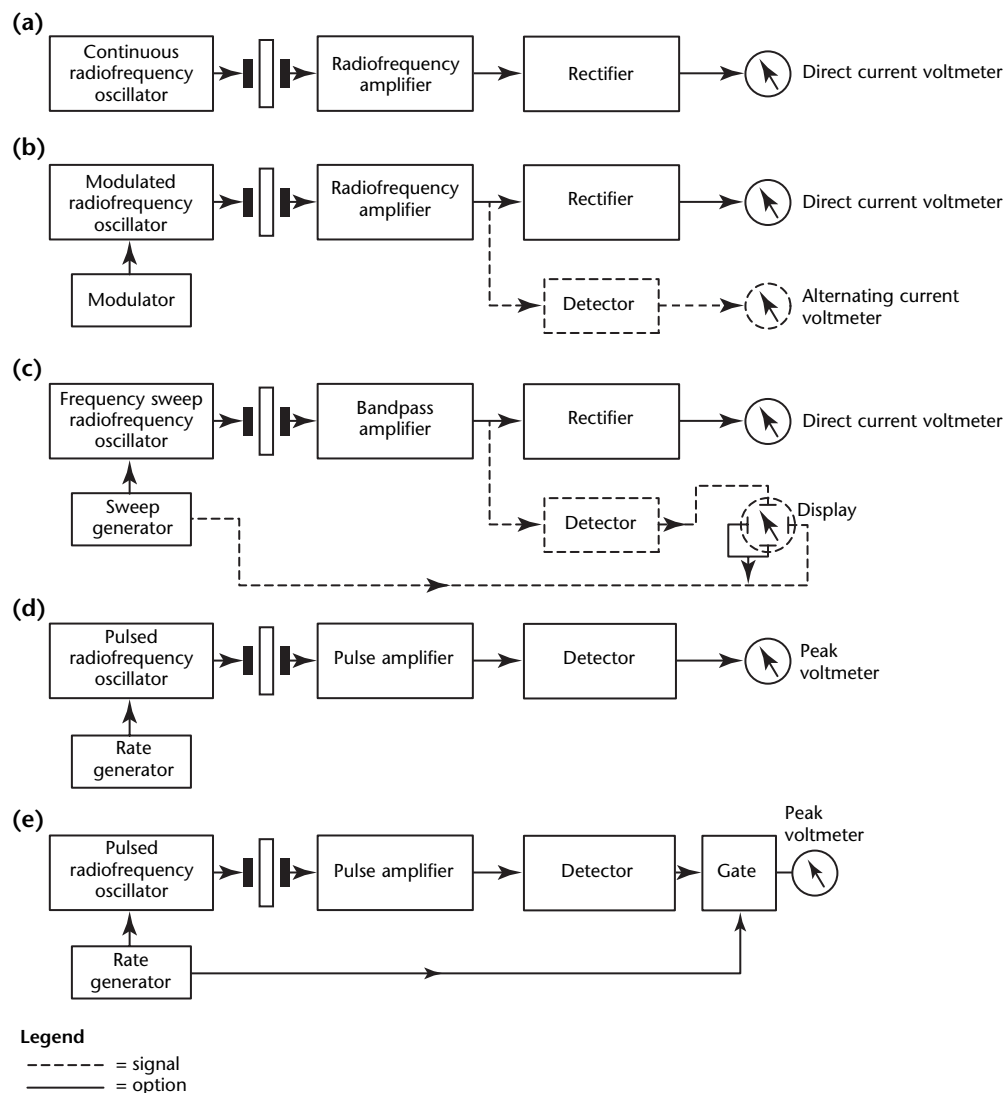 (a)
Continuous
radiofrequency
oscillator
Radiofrequency
amplifier
Rectifier
Direct current voltmeter
(b)
Modulated
radiofrequency
oscillator
Radiofrequency
amplifier
Rectifier
Direct current voltmeter
Modulator
Detector
Alternating current
voltmeter
(c)
Frequency sweep
radiofrequency
oscillator
Bandpass
amplifier
Rectifier
Direct current voltmeter
Sweep
generator
Detector
Display
(d)
Pulsed
radiofrequency
oscillator
Pulse amplifier
Detector
Peak
voltmeter
Rate
generator
(e)
Pulsed
radiofrequency
oscillator
Pulse amplifier
Detector
Gate
Peak
voltmeter
Rate
generator
Legend
= signal
= option